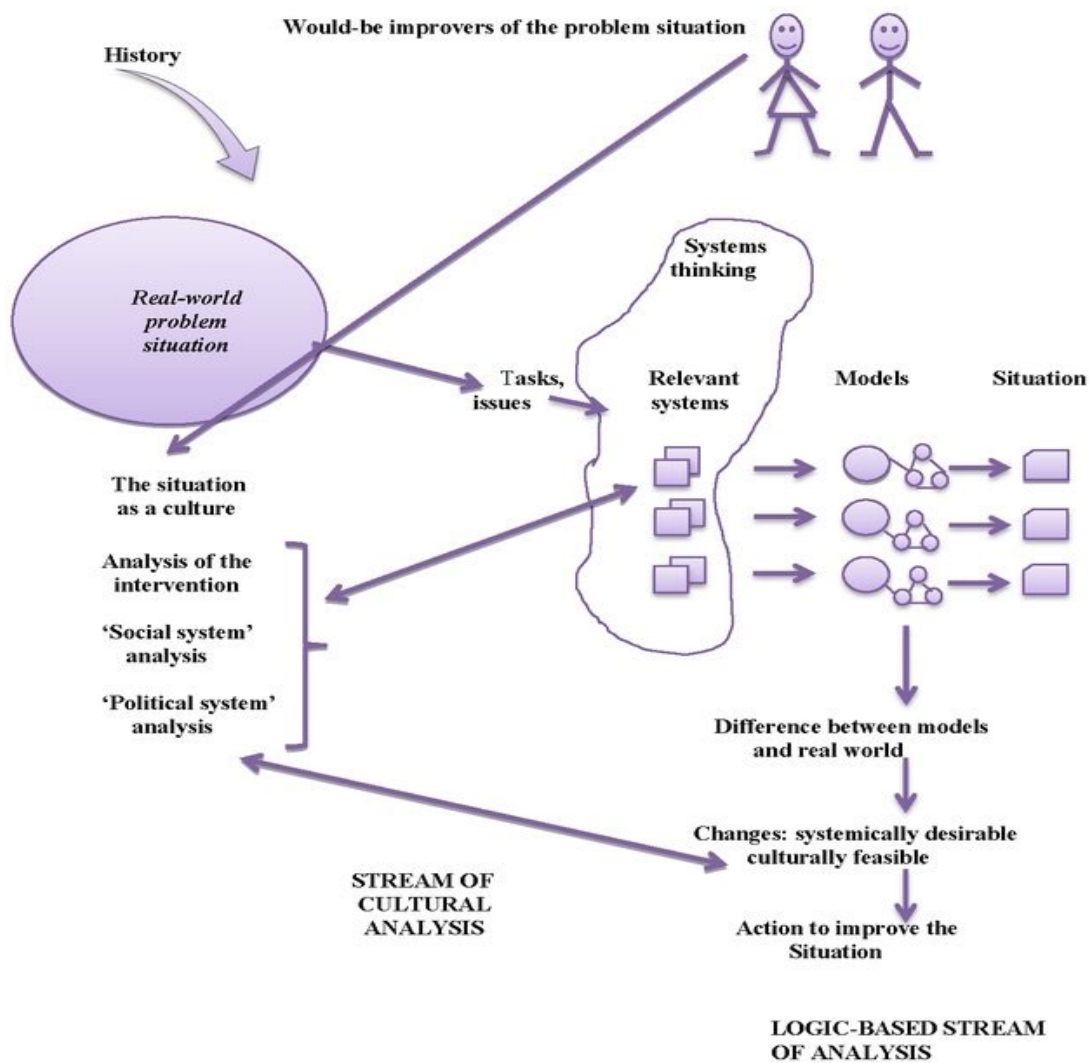 Would-be improvers of the problem situation
History
Systems
thinking
Real-world
problem
situation
Tasks,
issues
Relevant
systems
Models
Situation
The situation
as a culture
Analysis of the
intervention
‘Social system’
analysis
‘Political system’
analysis
Difference between models
and real world
Changes: systemically desirable
culturally feasible
STREAM OF
CULTURAL
ANALYSIS
Action to improve the
Situation
LOGIC-BASED STREAM
OF ANALYSIS